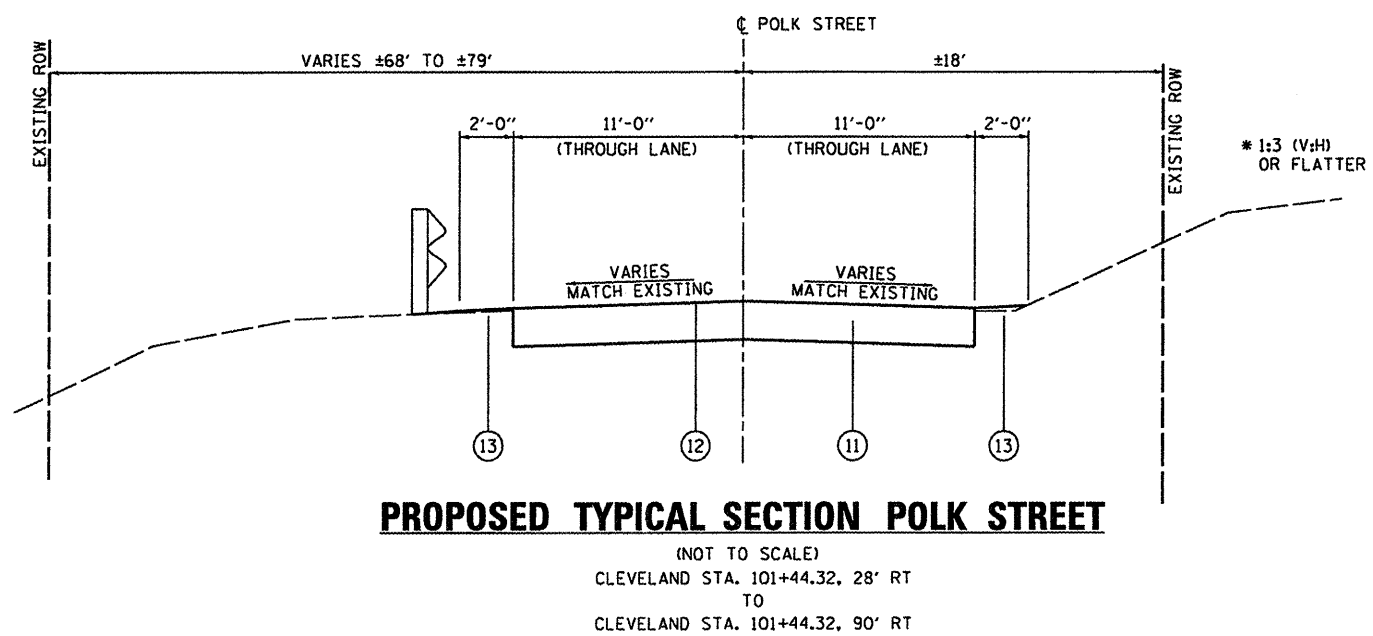 ℄ POLK STREET
VARIES ±68' TO ±79'
±18'
EXISTING ROW
EXISTING ROW
2'-0"
11'-0"
11'-0"
2'-0"
(THROUGH LANE)
(THROUGH LANE)
* 1:3 (V:H)
OR FLATTER
VARIES
MATCH EXISTING
VARIES
MATCH EXISTING
13
12
11
13
PROPOSED TYPICAL SECTION POLK STREET
(NOT TO SCALE)
CLEVELAND STA. 101+44.32, 28' RT
TO
CLEVELAND STA. 101+44.32, 90' RT